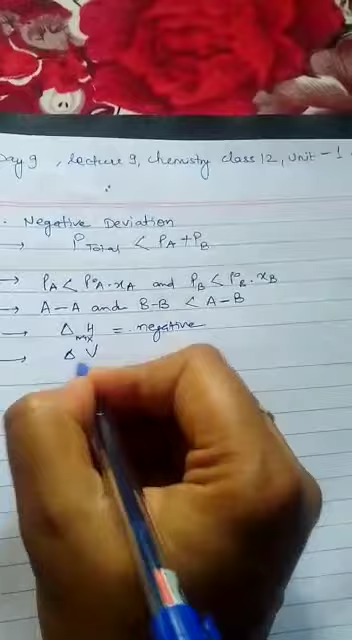 Day 9, lecture 9, chemistry class 12, Unit - 1
. Negative Deviation
→ P_Total < P_A + P_B
→ P_A < P°_A · x_A and P_B < P°_B · x_B
→ A - A and B - B < A - B
→ Δ_mix H = negative
→ Δ V